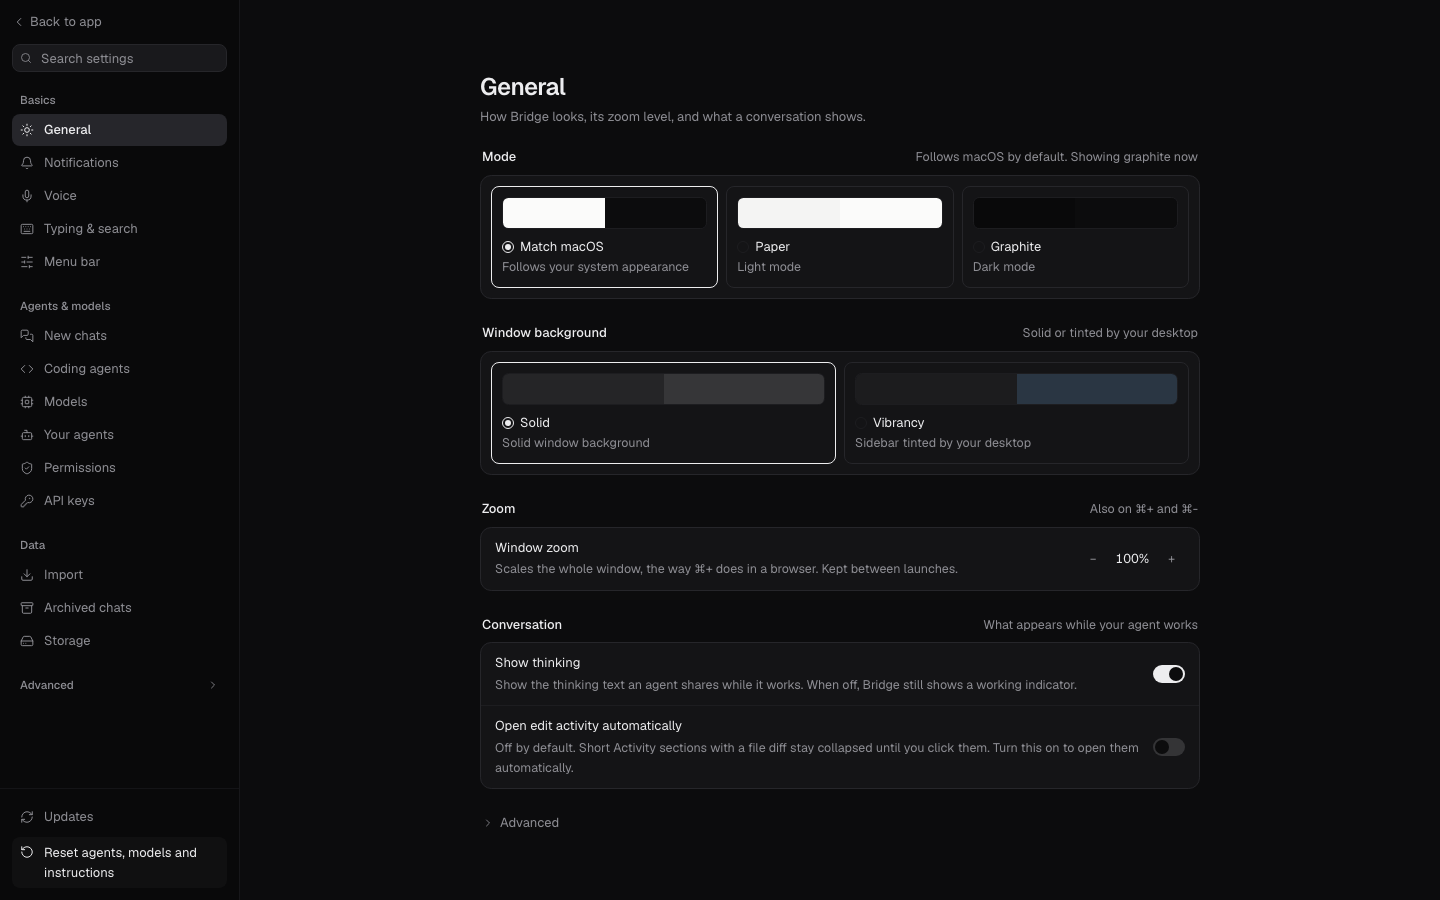 Back to app
Search settings
Basics
General
Notifications
Voice
Typing & search
Menu bar
Agents & models
New chats
Coding agents
Models
Your agents
Permissions
API keys
Data
Import
Archived chats
Storage
Advanced
Updates
Reset agents, models and
instructions
General
How Bridge looks, its zoom level, and what a conversation shows.
Mode
Follows macOS by default. Showing graphite now
Match macOS
Follows your system appearance
Paper
Light mode
Graphite
Dark mode
Window background
Solid or tinted by your desktop
Solid
Solid window background
Vibrancy
Sidebar tinted by your desktop
Zoom
Also on ⌘+ and ⌘-
Window zoom
Scales the whole window, the way ⌘+ does in a browser. Kept between launches.
− 100% +
Conversation
What appears while your agent works
Show thinking
Show the thinking text an agent shares while it works. When off, Bridge still shows a working indicator.
Open edit activity automatically
Off by default. Short Activity sections with a file diff stay collapsed until you click them. Turn this on to open them
automatically.
Advanced